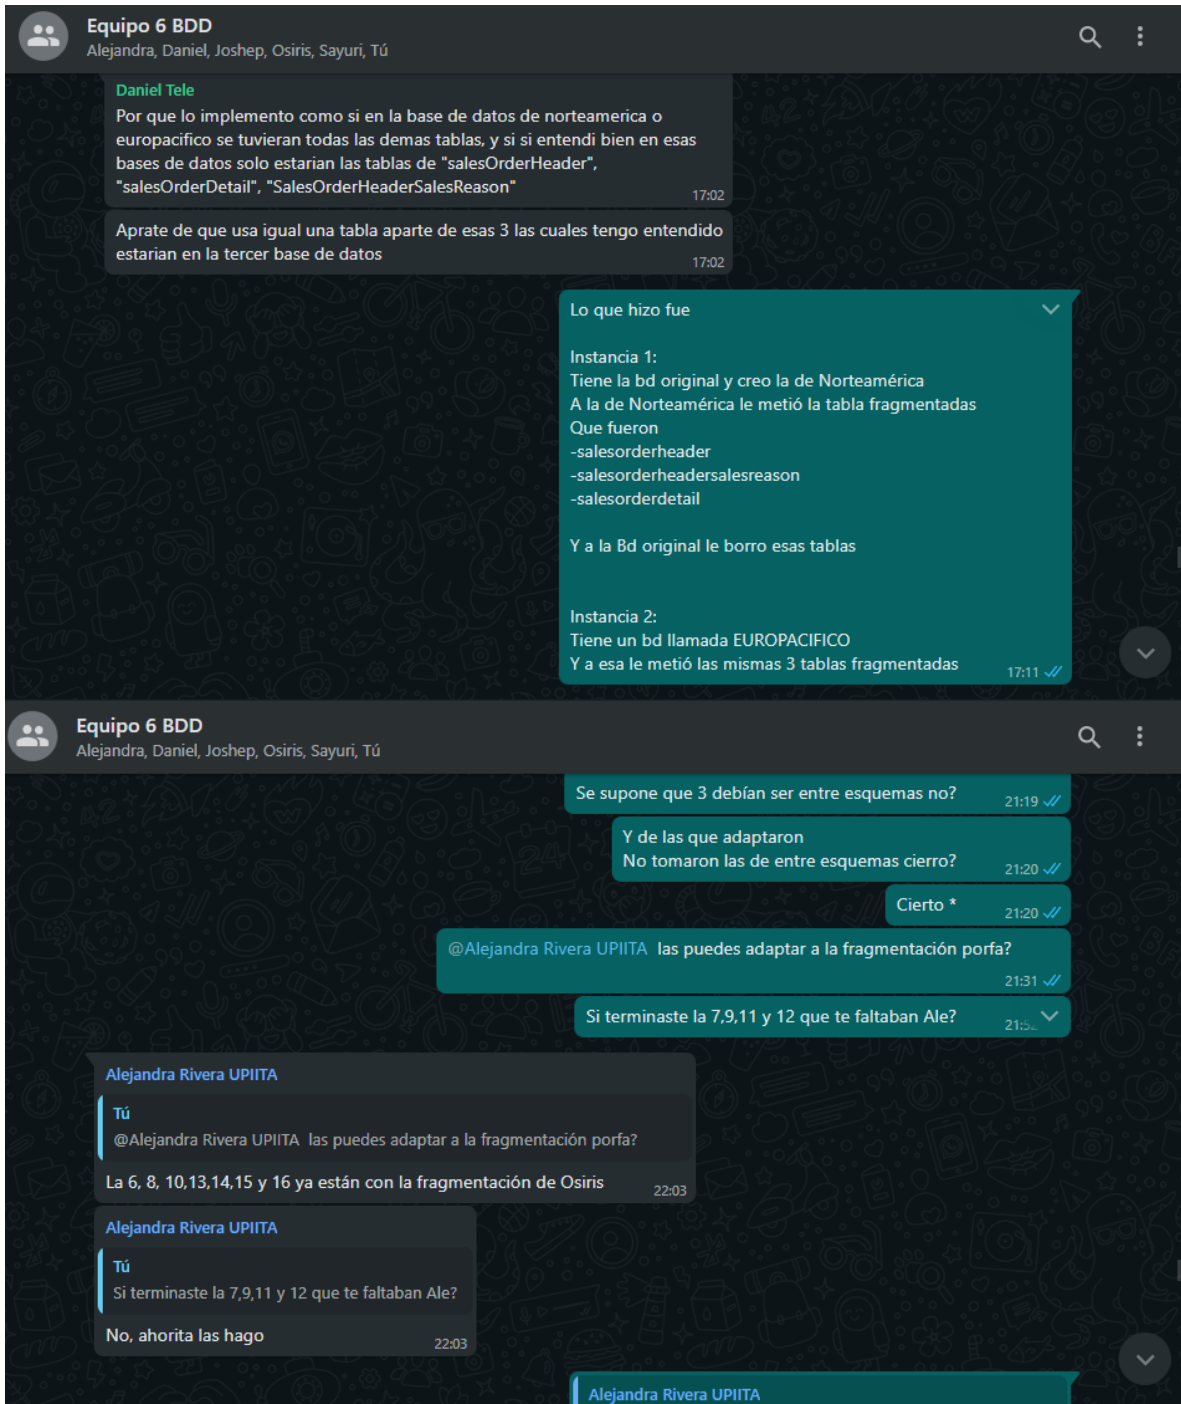 Equipo 6 BDD
Alejandra, Daniel, Joshep, Osiris, Sayuri, Tú
Daniel Tele
Por que lo implemento como si en la base de datos de norteamerica o
europacifico se tuvieran todas las demas tablas, y si si entendi bien en esas
bases de datos solo estarian las tablas de "salesOrderHeader",
"salesOrderDetail", "SalesOrderHeaderSalesReason"
17:02
Aprate de que usa igual una tabla aparte de esas 3 las cuales tengo entendido
estarian en la tercer base de datos
17:02
Lo que hizo fue
Instancia 1:
Tiene la bd original y creo la de Norteamérica
A la de Norteamérica le metió la tabla fragmentadas
Que fueron
-salesorderheader
-salesorderheadersalesreason
-salesorderdetail
Y a la Bd original le borro esas tablas
Instancia 2:
Tiene un bd llamada EUROPACIFICO
Y a esa le metió las mismas 3 tablas fragmentadas
17:11
Equipo 6 BDD
Alejandra, Daniel, Joshep, Osiris, Sayuri, Tú
Se supone que 3 debían ser entre esquemas no?
21:19
Y de las que adaptaron
No tomaron las de entre esquemas cierro?
21:20
Cierto *
21:20
@Alejandra Rivera UPIITA las puedes adaptar a la fragmentación porfa?
21:31
Si terminaste la 7,9,11 y 12 que te faltaban Ale?
Alejandra Rivera UPIITA
Tú
@Alejandra Rivera UPIITA las puedes adaptar a la fragmentación porfa?
La 6, 8, 10,13,14,15 y 16 ya están con la fragmentación de Osiris
22:03
Alejandra Rivera UPIITA
Tú
Si terminaste la 7,9,11 y 12 que te faltaban Ale?
No, ahorita las hago
22:03
Alejandra Rivera UPIITA